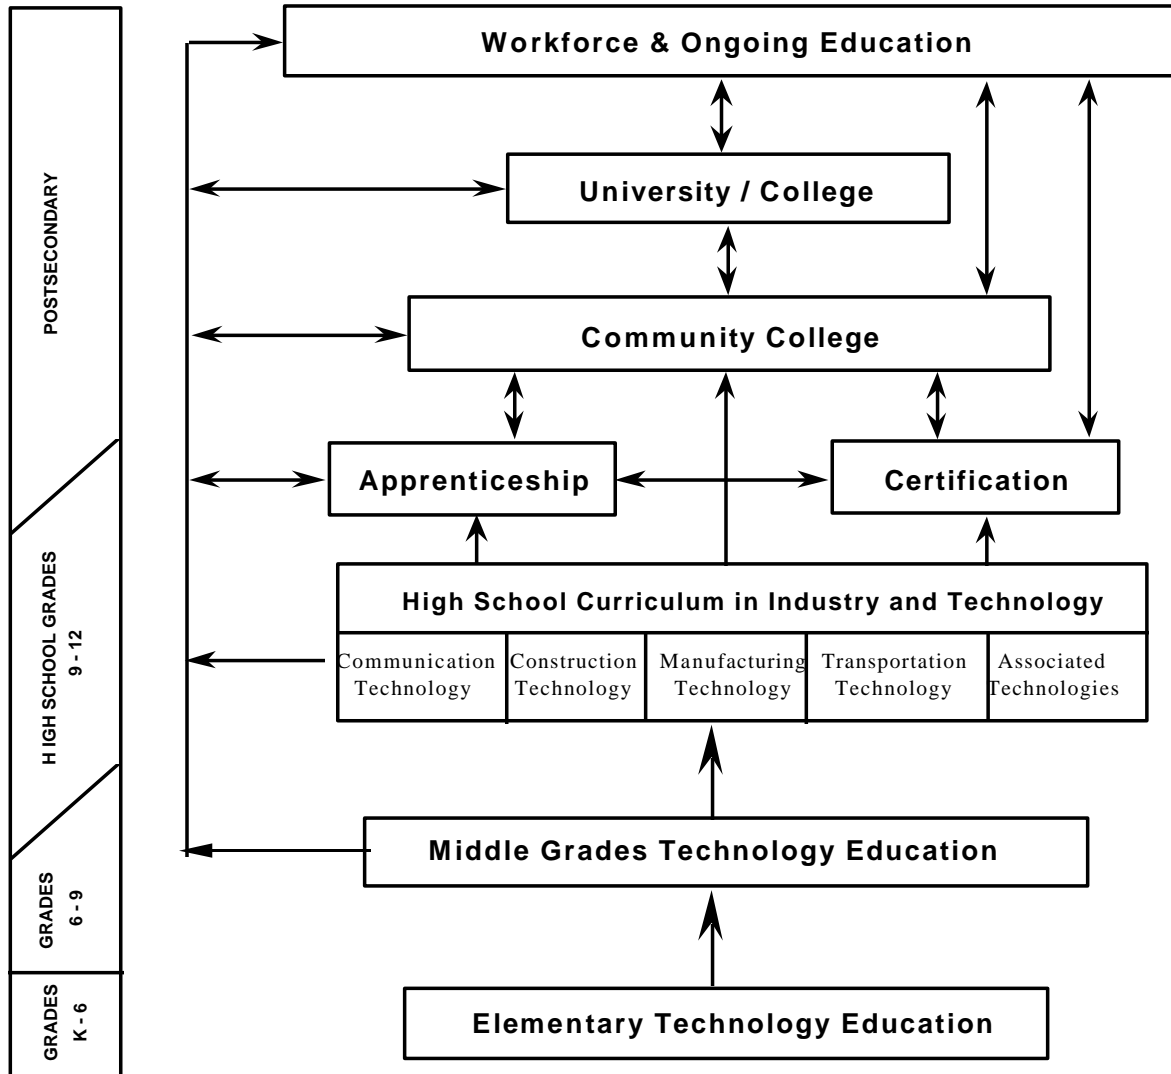 Workforce & Ongoing Education
University / College
POSTSECONDARY
Community College
Apprenticeship
Certification
High School Curriculum in Industry and Technology
H IGH SCHOOL GRADES
9 - 12
Communication
Technology
Construction
Technology
Manufacturing
Technology
Transportation
Technology
Associated
Technologies
Middle Grades Technology Education
GRADES
6 - 9
Elementary Technology Education
GRADES
K - 6